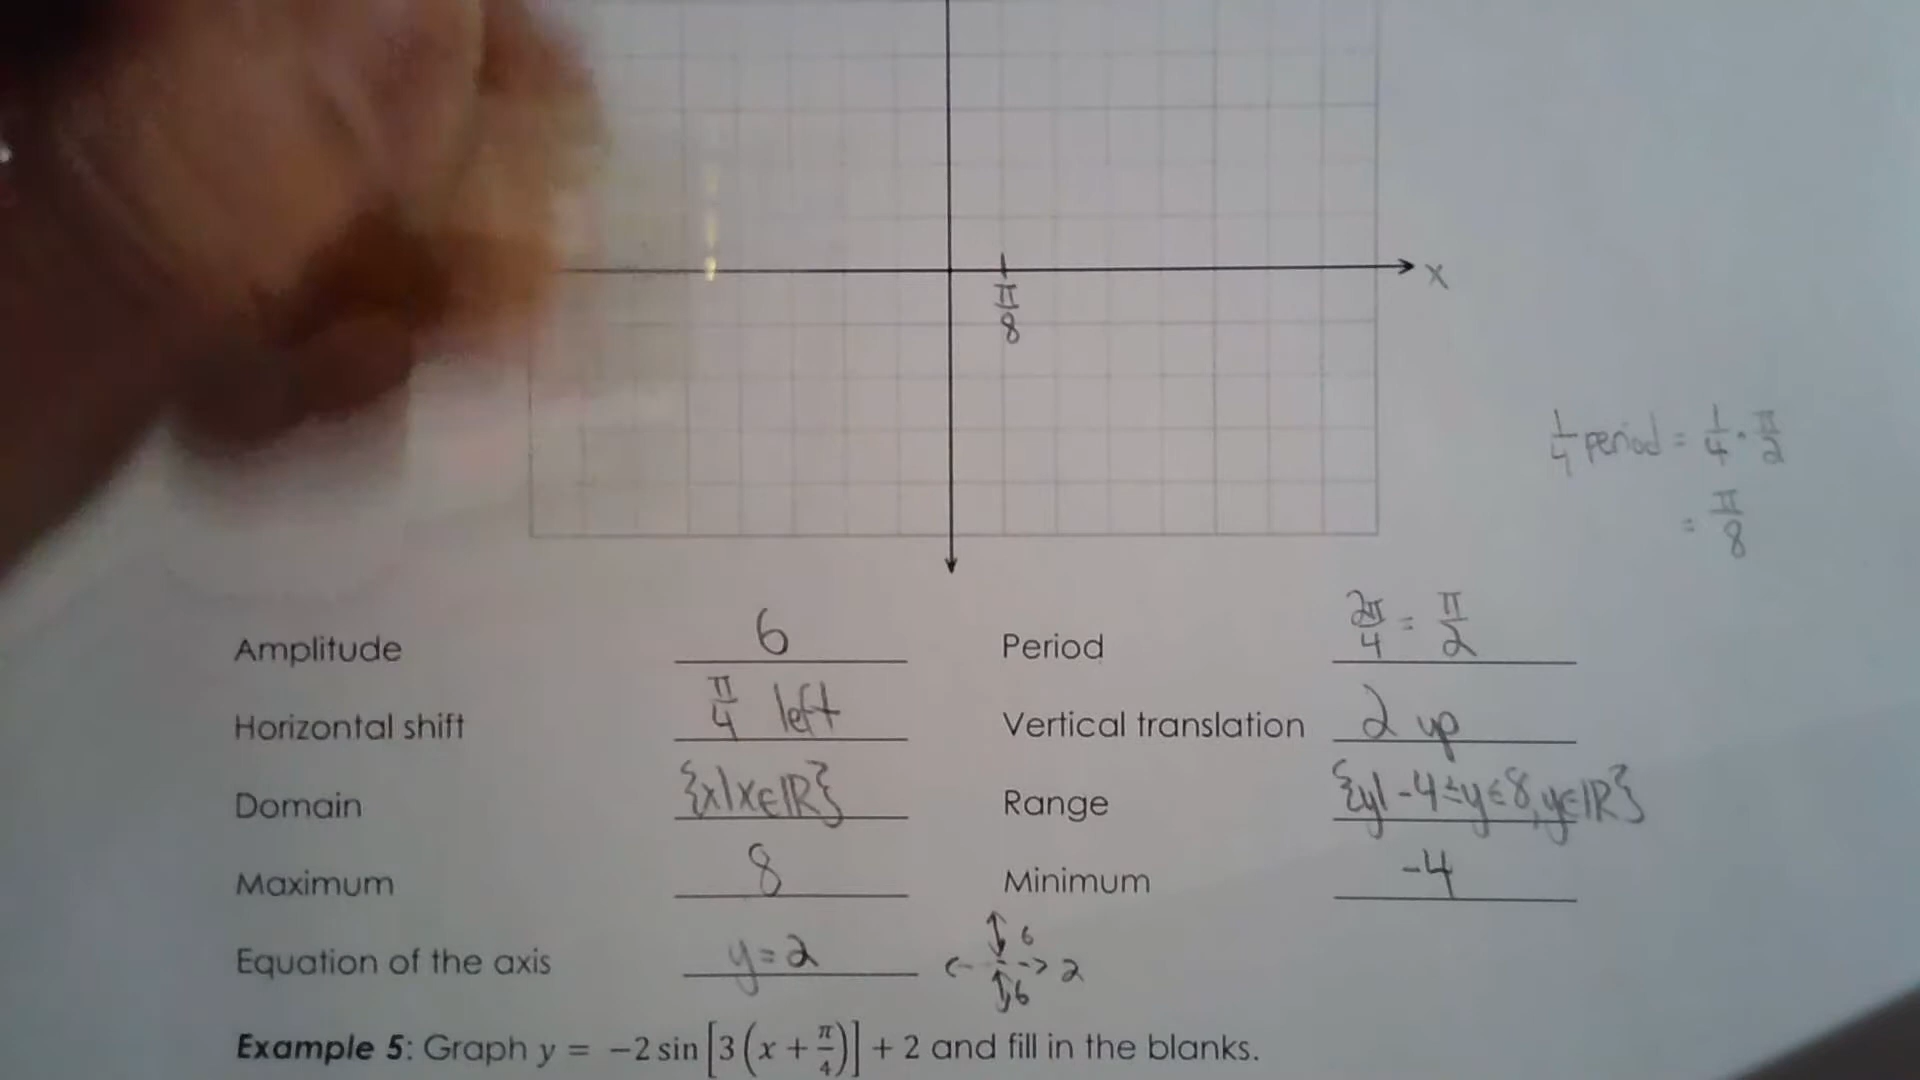 x
π/8
1/4 period = 1/4 · π/2
= π/8
Amplitude 6 Period 2π/4 = π/2
Horizontal shift π/4 left Vertical translation 2 up
Domain {x|x∈ℝ} Range {y|-4≤y≤8, y∈ℝ}
Maximum 8 Minimum -4
6
Equation of the axis y=2 2
6
Example 5: Graph y = −2 sin [3 (x + π/4)] + 2 and fill in the blanks.